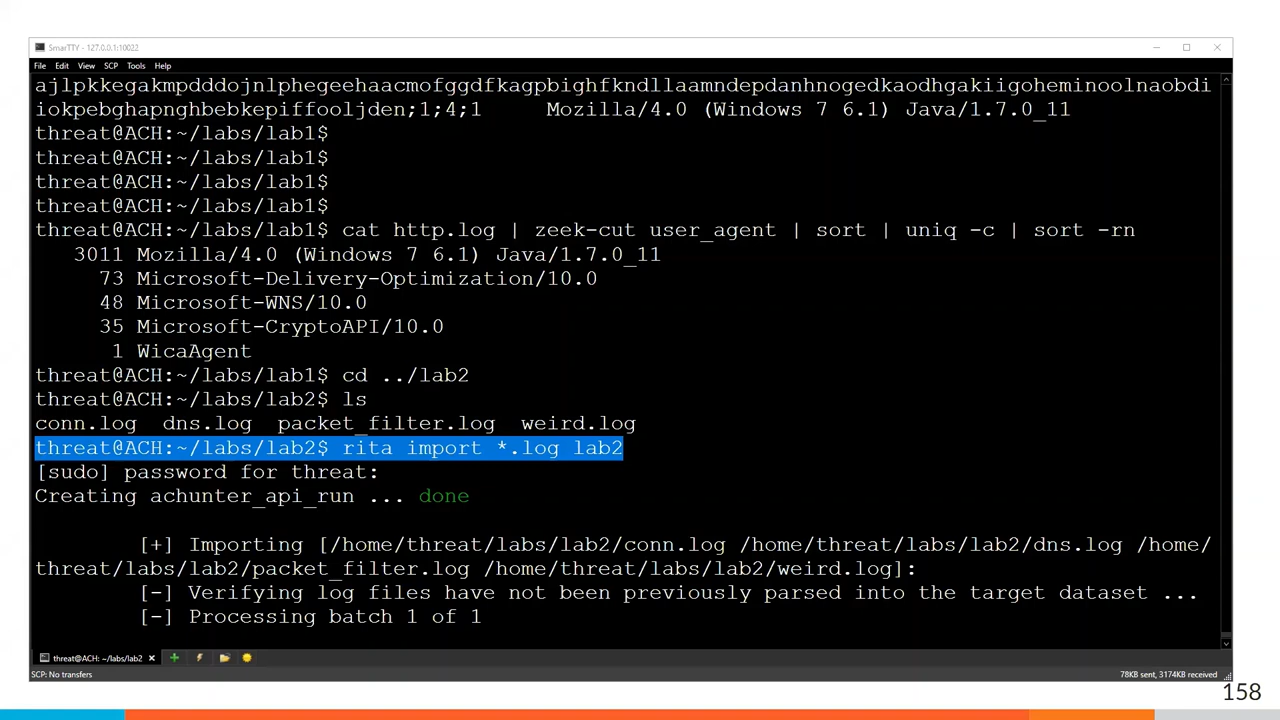 SmarTTY - 127.0.0.1:10022
File Edit View SCP Tools Help
ajlpkkegakmpdddojnlphegeehaacmofggdfkagpbighfkndllaamndepdanhnogedkaodhgakiigoheminoolnaobdi
iokpebghapnghbebkepiffooljden;1;4;1 Mozilla/4.0 (Windows 7 6.1) Java/1.7.0_11
threat@ACH:~/labs/lab1$
threat@ACH:~/labs/lab1$
threat@ACH:~/labs/lab1$
threat@ACH:~/labs/lab1$
threat@ACH:~/labs/lab1$ cat http.log | zeek-cut user_agent | sort | uniq -c | sort -rn
3011 Mozilla/4.0 (Windows 7 6.1) Java/1.7.0_11
73 Microsoft-Delivery-Optimization/10.0
48 Microsoft-WNS/10.0
35 Microsoft-CryptoAPI/10.0
1 WicaAgent
threat@ACH:~/labs/lab1$ cd ../lab2
threat@ACH:~/labs/lab2$ ls
conn.log dns.log packet_filter.log weird.log
threat@ACH:~/labs/lab2$ rita import *.log lab2
[sudo] password for threat:
Creating achunter_api_run ... done
[+] Importing [/home/threat/labs/lab2/conn.log /home/threat/labs/lab2/dns.log /home/
threat/labs/lab2/packet_filter.log /home/threat/labs/lab2/weird.log]:
[-] Verifying log files have not been previously parsed into the target dataset ...
[-] Processing batch 1 of 1
threat@ACH: ~/labs/lab2
SCP: No transfers 78KB sent, 3174KB received
158